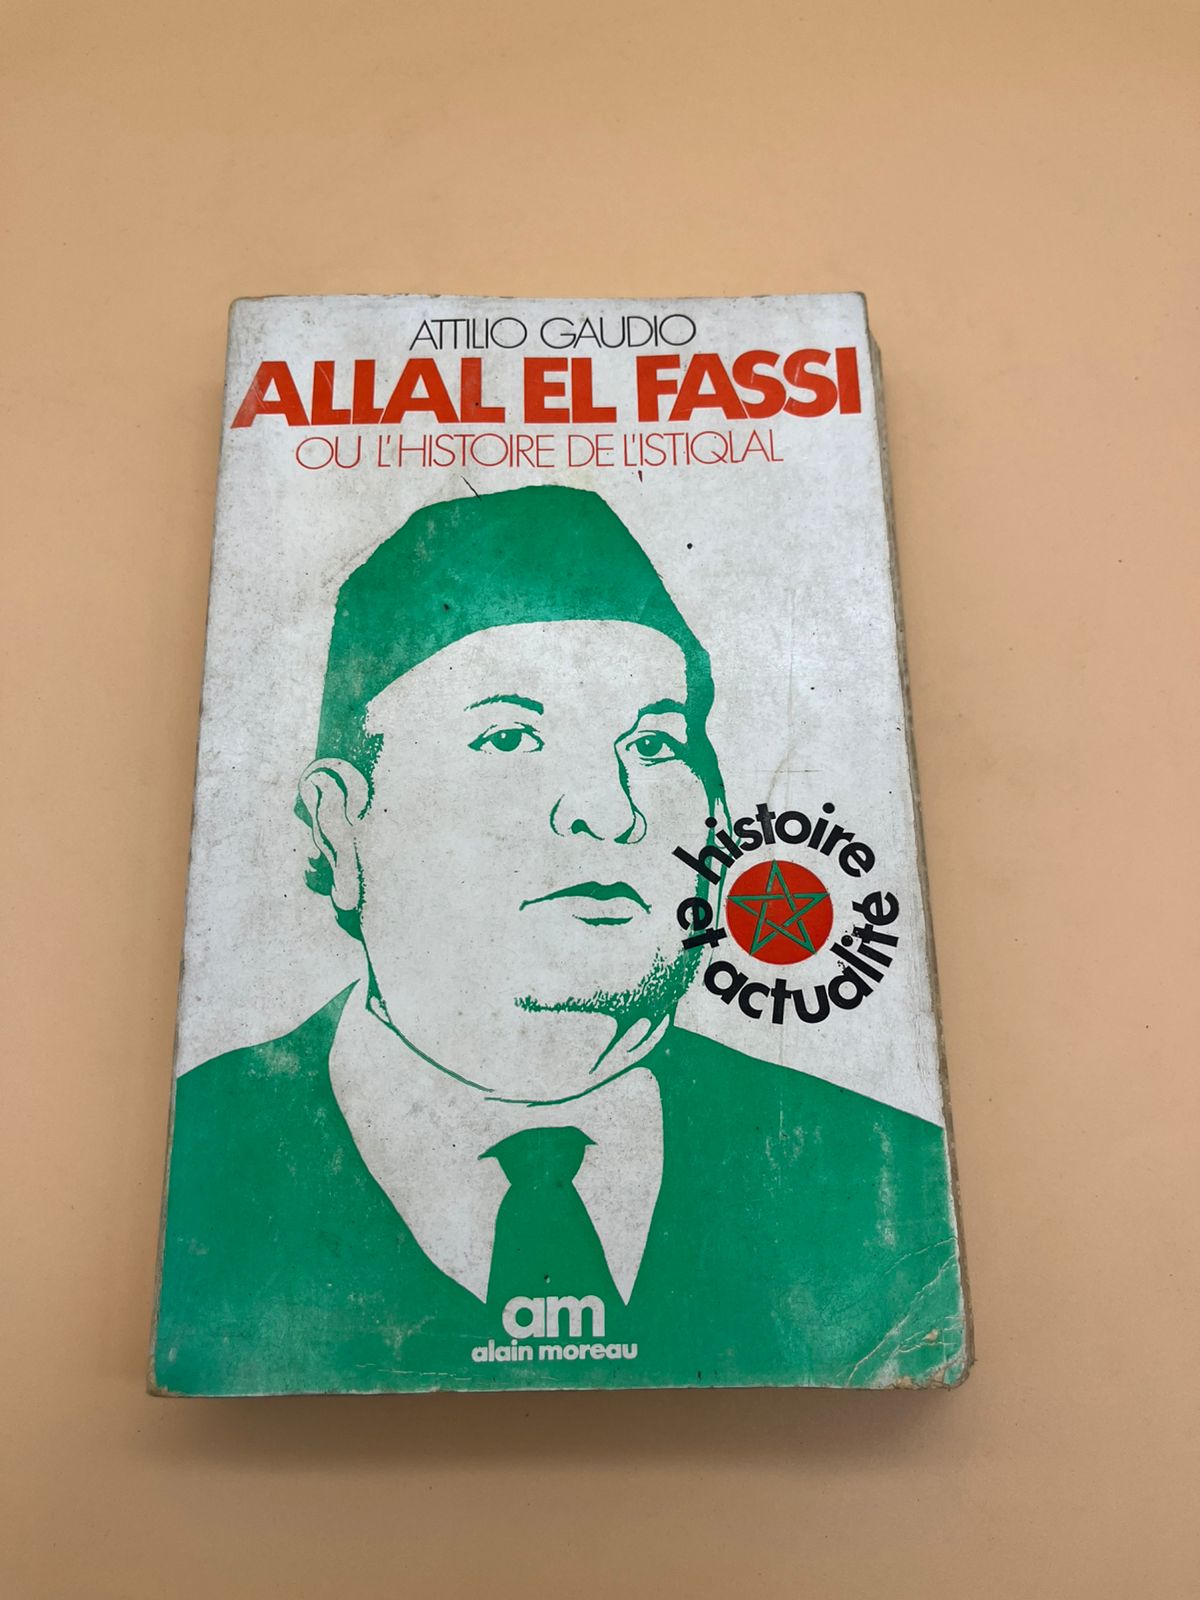 ATTILIO GAUDIO
ALLAL EL FASSI
OU L'HISTOIRE DE L'ISTIQLAL
histoire
et actualité
am
alain moreau